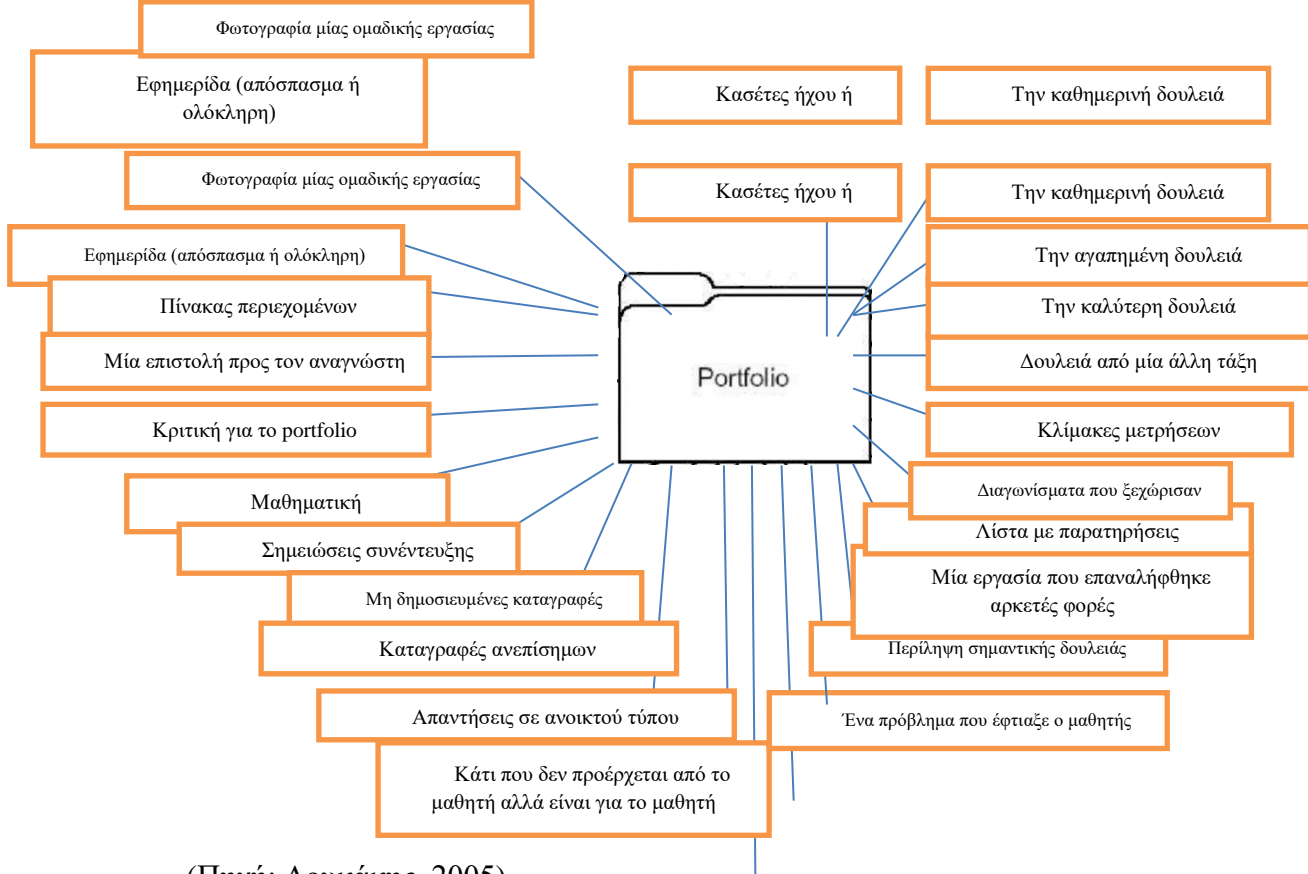 Φωτογραφία μίας ομαδικής εργασίας
Εφημερίδα (απόσπασμα ή
ολόκληρη)
Κασέτες ήχου ή
Την καθημερινή δουλειά
Φωτογραφία μίας ομαδικής εργασίας
Κασέτες ήχου ή
Την καθημερινή δουλειά
Εφημερίδα (απόσπασμα ή ολόκληρη)
Την αγαπημένη δουλειά
Πίνακας περιεχομένων
Την καλύτερη δουλειά
Μία επιστολή προς τον αναγνώστη
Δουλειά από μία άλλη τάξη
Portfolio
Κριτική για το portfolio
Κλίμακες μετρήσεων
Μαθηματική
Διαγωνίσματα που ξεχώρισαν
Σημειώσεις συνέντευξης
Λίστα με παρατηρήσεις
Μη δημοσιευμένες καταγραφές
Μία εργασία που επαναλήφθηκε
αρκετές φορές
Καταγραφές ανεπίσημων
Περίληψη σημαντικής δουλειάς
Απαντήσεις σε ανοικτού τύπου
Ένα πρόβλημα που έφτιαξε ο μαθητής
Κάτι που δεν προέρχεται από το
μαθητή αλλά είναι για το μαθητή
2005)